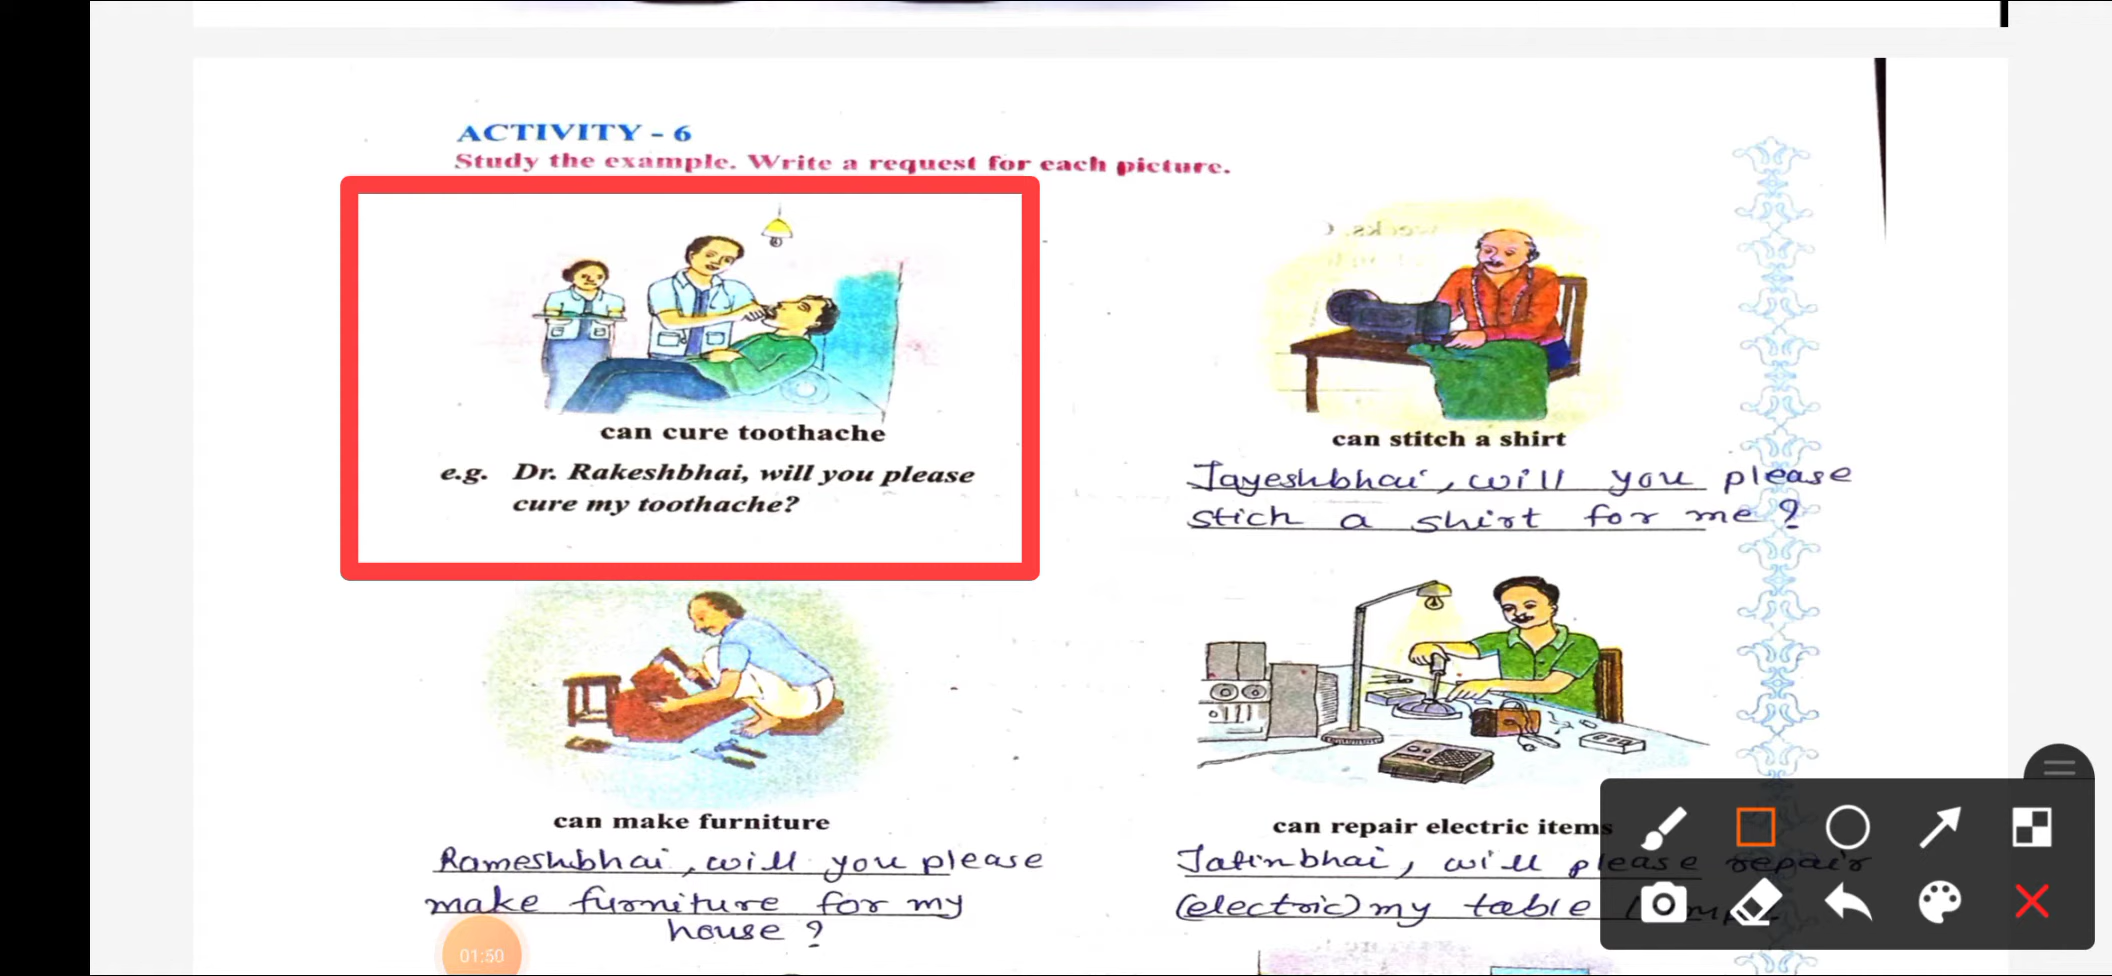 ACTIVITY - 6
Study the example. Write a request for each picture.
can cure toothache
e.g. Dr. Rakeshbhai, will you please
cure my toothache?
can stitch a shirt
Jayeshbhai, will you please
stich a shirt for me ?
can make furniture
Rameshbhai, will you please
make furniture for my
house ?
can repair electric items
Jatinbhai, will please repair
(electric) my table
01:50